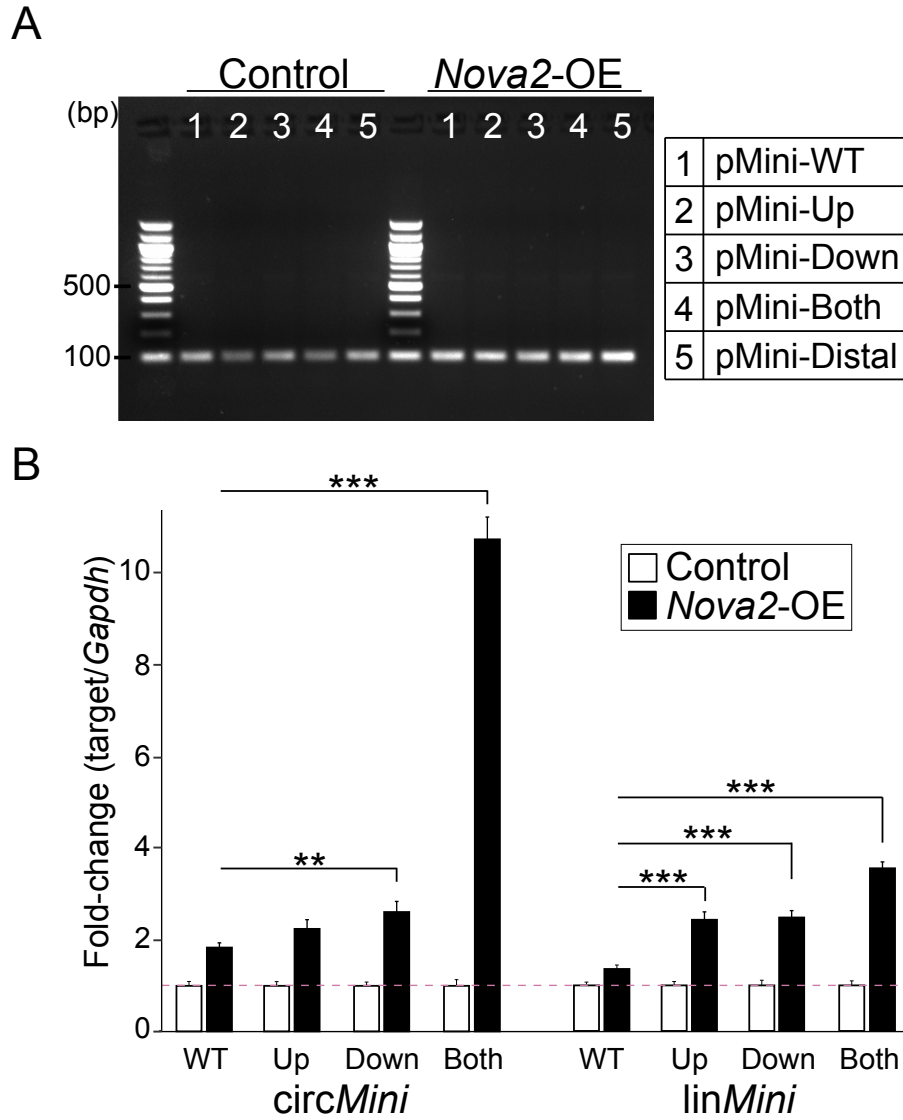 A
Control Nova2-OE
(bp) 1 2 3 4 5 1 2 3 4 5
500
100
1 pMini-WT
2 pMini-Up
3 pMini-Down
4 pMini-Both
5 pMini-Distal
B
Fold-change (target/Gapdh)
10
8
6
4
2
0
Control
Nova2-OE
***
**
***
***
***
WT Up Down Both WT Up Down Both
circMini linMini